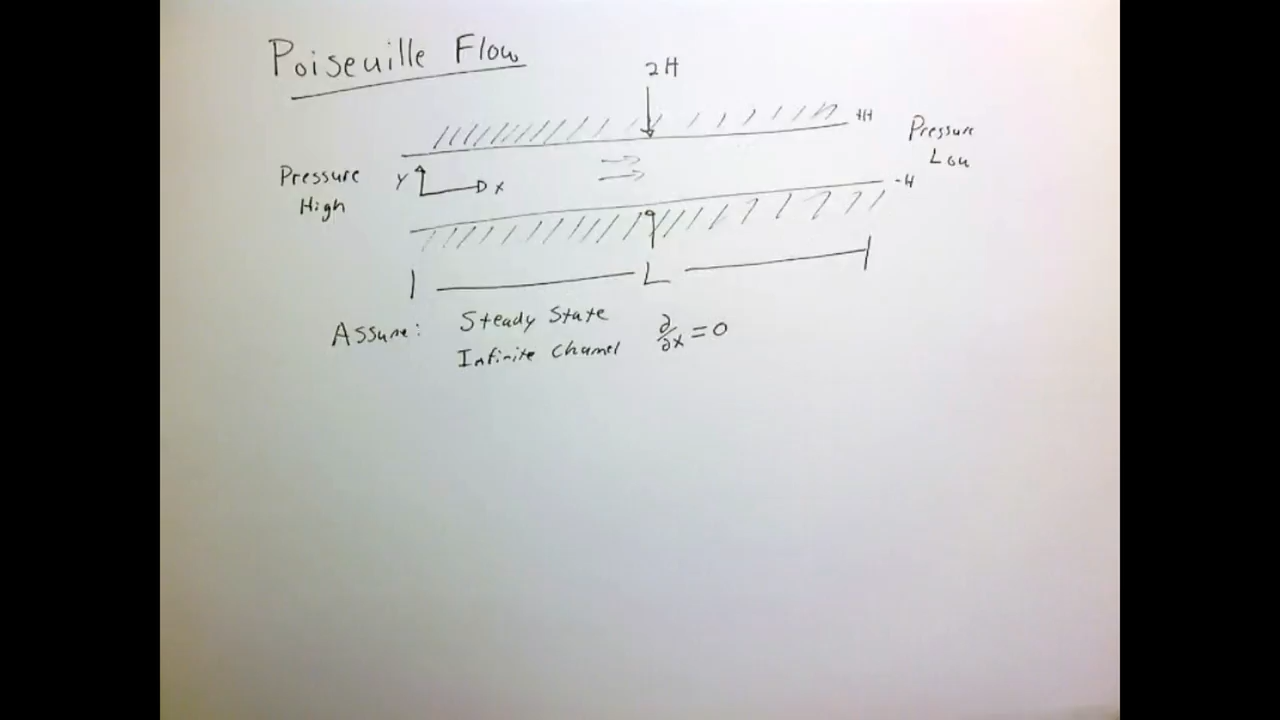 Poiseuille Flow
2H
+H
Pressure
High
Y
X
Pressure
Low
-H
L
Assume: Steady State
Infinite Channel ∂/∂x = 0